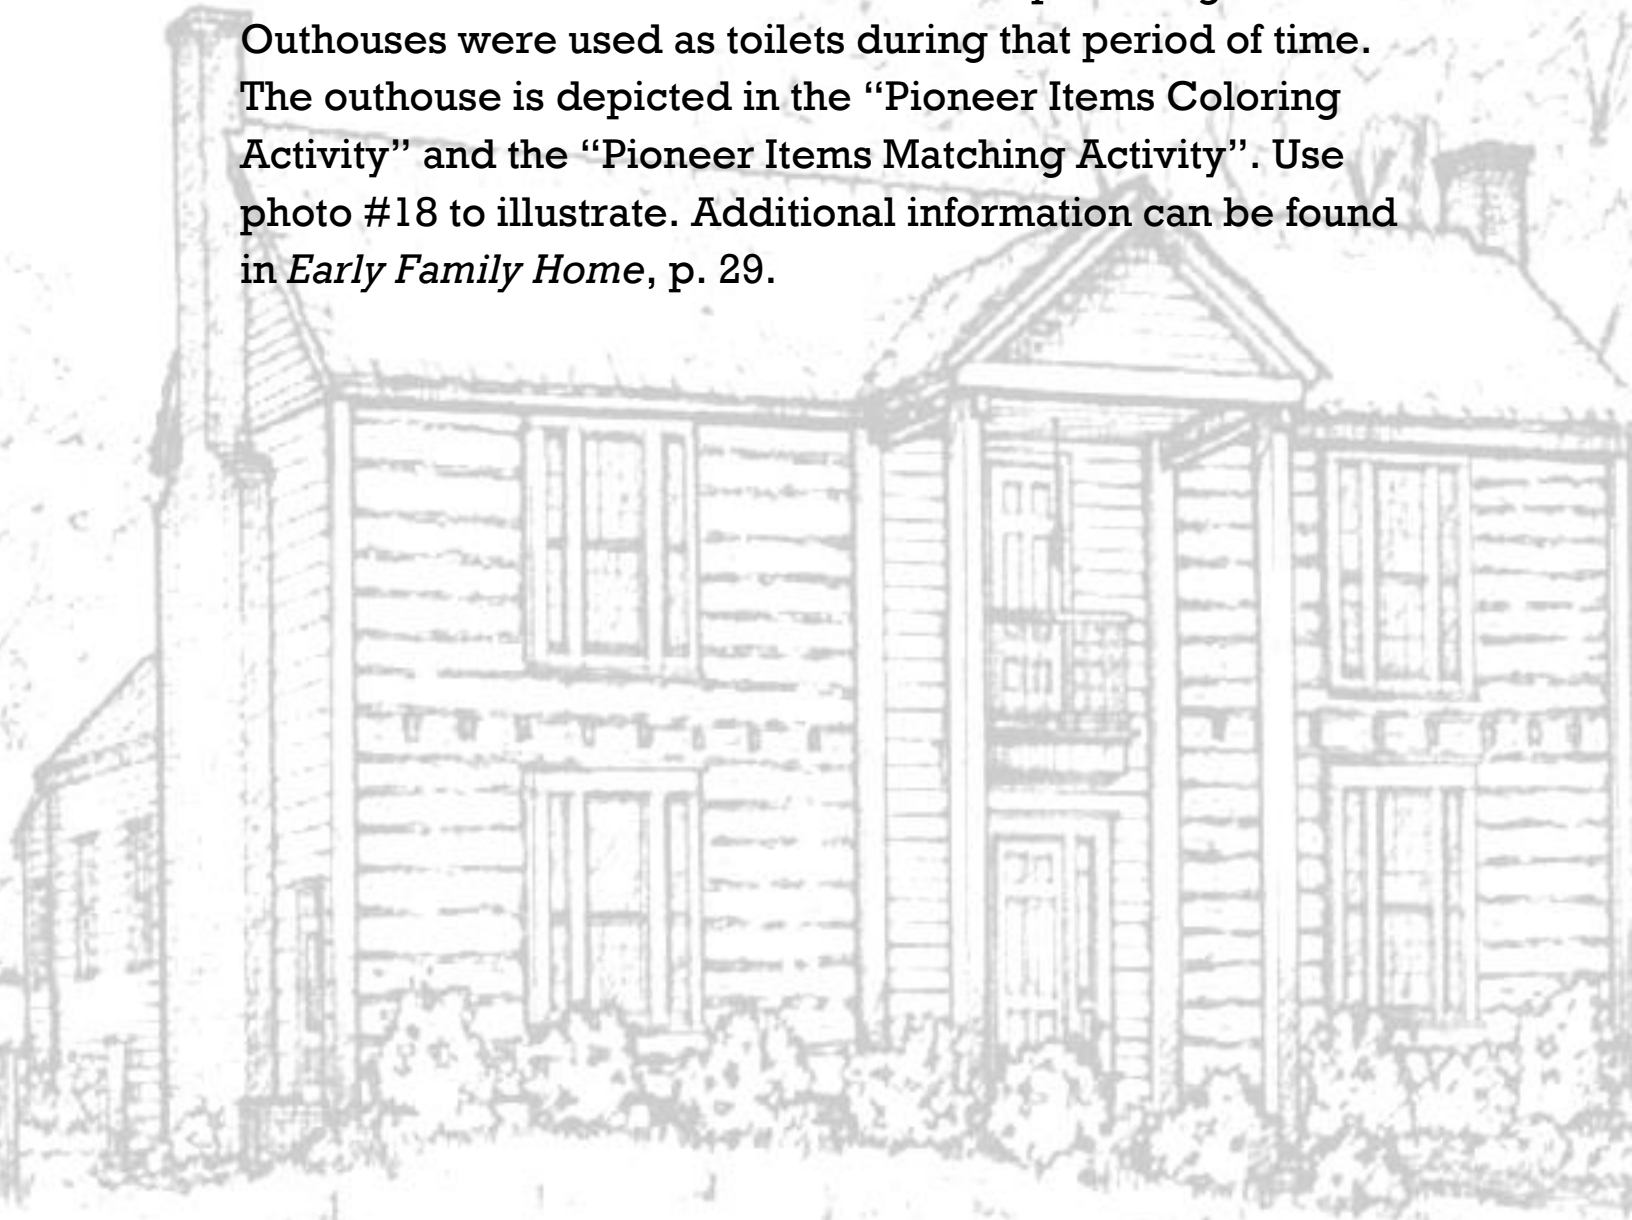 Outhouses were used as toilets during that period of time.
The outhouse is depicted in the “Pioneer Items Coloring
Activity” and the “Pioneer Items Matching Activity”. Use
photo #18 to illustrate. Additional information can be found
in Early Family Home, p. 29.